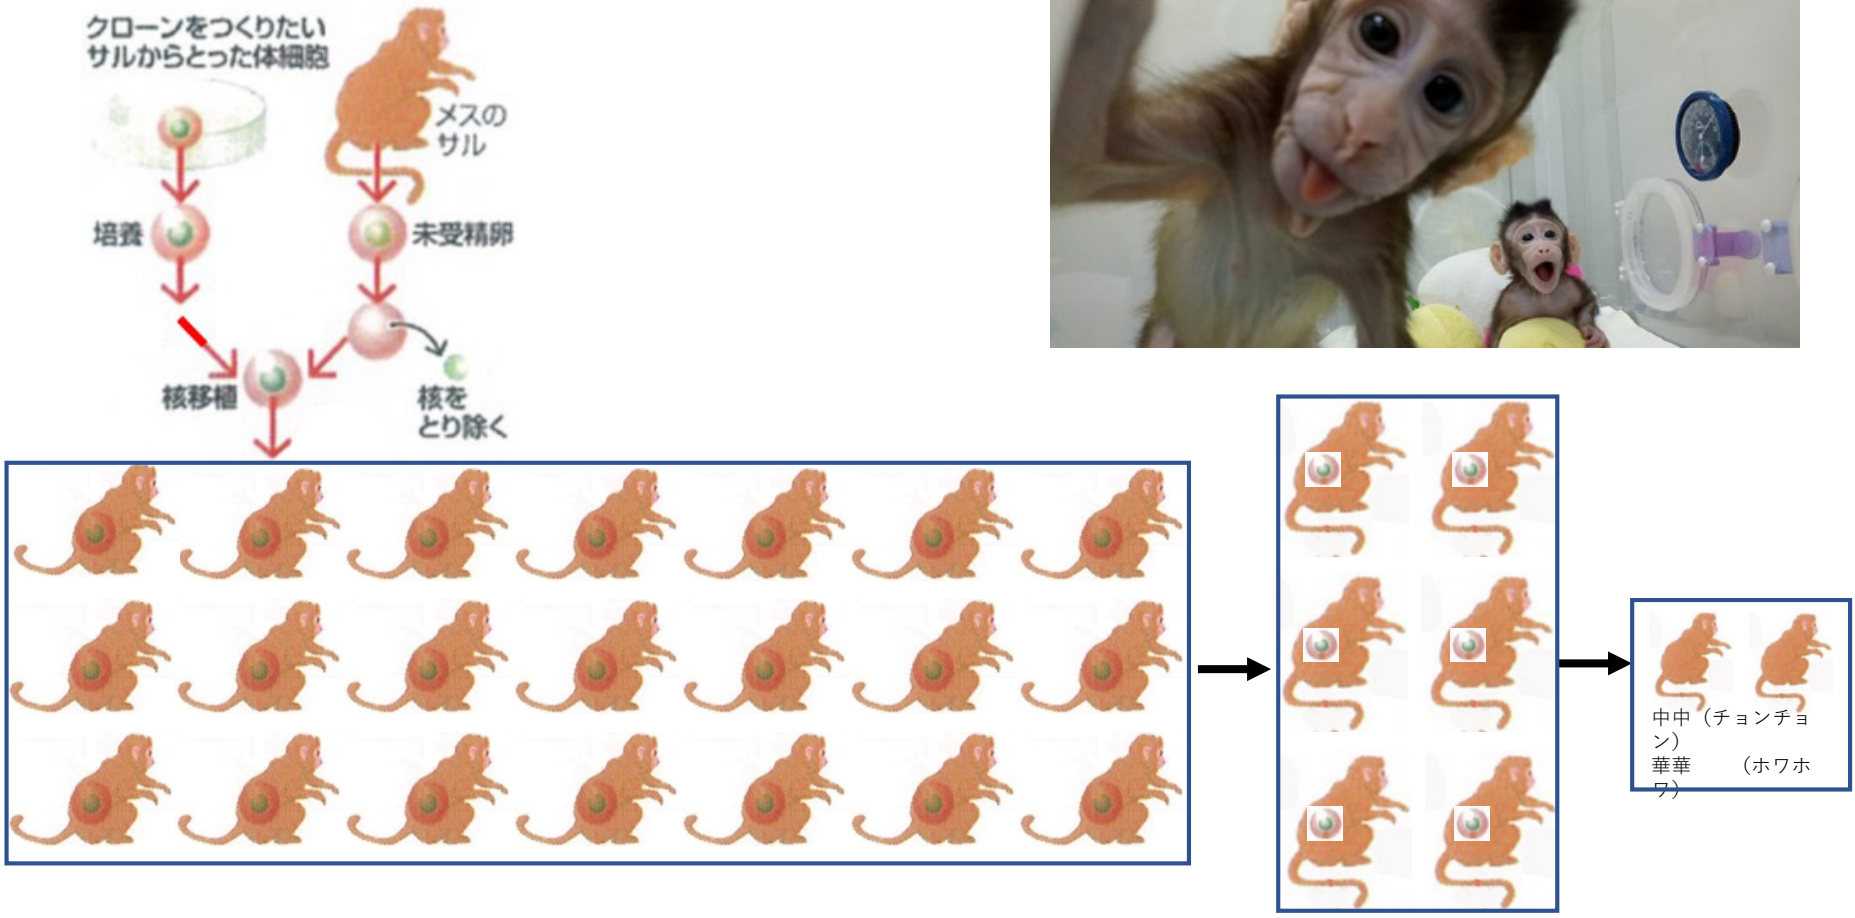 クローンをつくりたい
サルからとった体細胞
メスの
サル
培養
未受精卵
核移植
核を
とり除く
中中（チョンチョ
ン）
華華　　（ホワホ
ワ）